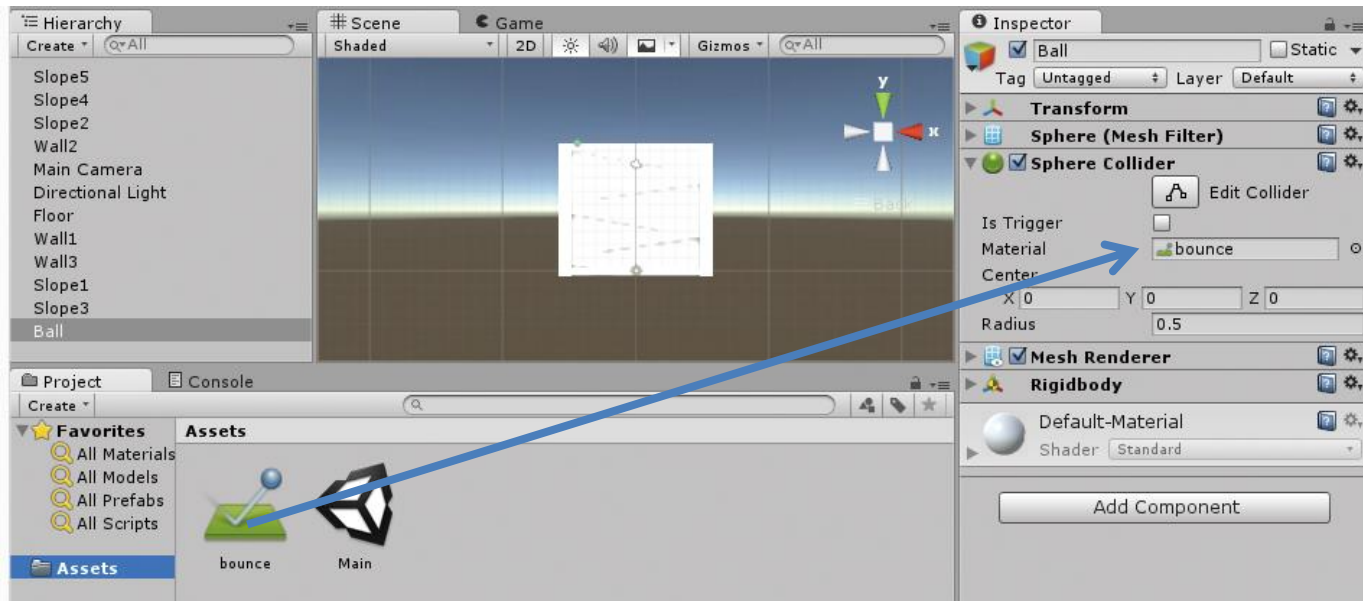 Hierarchy
Create
All
Slope5
Slope4
Slope2
Wall2
Main Camera
Directional Light
Floor
Wall1
Wall3
Slope1
Slope3
Ball
Scene
Game
Shaded
2D
Gizmos
All
y
x
Back
Project
Console
Create
Favorites
All Materials
All Models
All Prefabs
All Scripts
Assets
Assets
bounce
Main
Inspector
Ball
Static
Tag Untagged Layer Default
Transform
Sphere (Mesh Filter)
Sphere Collider
Edit Collider
Is Trigger
Material bounce
Center
X 0 Y 0 Z 0
Radius 0.5
Mesh Renderer
Rigidbody
Default-Material
Shader Standard
Add Component